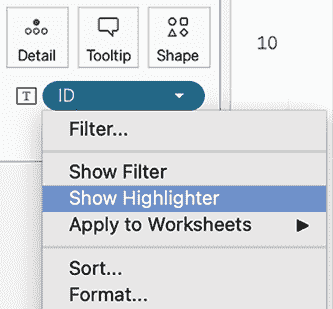 Detail Tooltip Shape
10
T ID
Filter...
Show Filter
Show Highlighter
Apply to Worksheets
Sort...
Format...